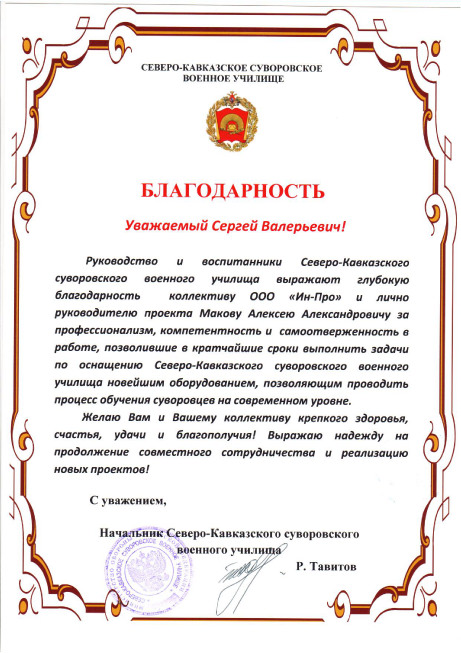 СЕВЕРО-КАВКАЗСКОЕ СУВОРОВСКОЕ
ВОЕННОЕ УЧИЛИЩЕ
БЛАГОДАРНОСТЬ
Уважаемый Сергей Валерьевич!
Руководство и воспитанники Северо-Кавказского
суворовского военного училища выражают глубокую
благодарность коллективу ООО «Ин-Про» и лично
руководителю проекта Макову Алексею Александровичу за
профессионализм, компетентность и самоотверженность в
работе, позволившие в кратчайшие сроки выполнить задачи
по оснащению Северо-Кавказского суворовского военного
училища новейшим оборудованием, позволяющим проводить
процесс обучения суворовцев на современном уровне.
Желаю Вам и Вашему коллективу крепкого здоровья,
счастья, удачи и благополучия! Выражаю надежду на
продолжение совместного сотрудничества и реализацию
новых проектов!
С уважением,
Начальник Северо-Кавказского суворовского
военного училища
Р. Тавитов